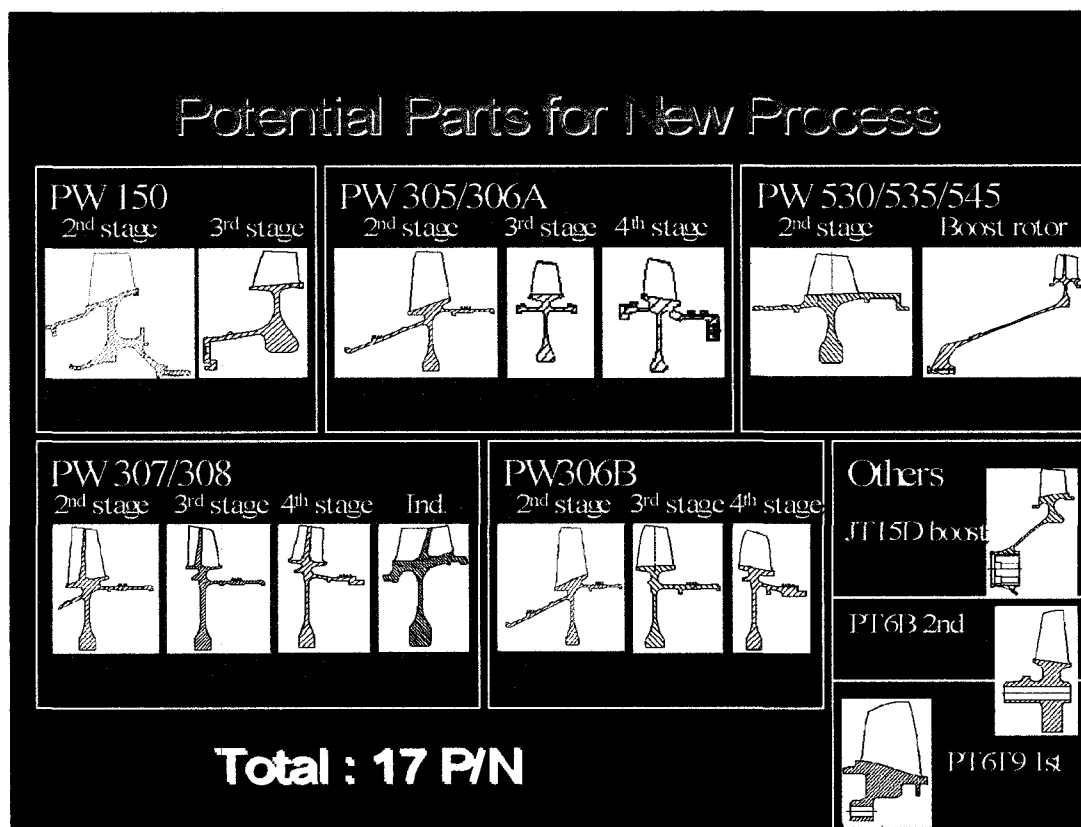 Potential Parts for New Process
PW 150
2nd stage
3rd stage
PW 305/306A
2nd stage
3rd stage
4th stage
PW 530/535/545
2nd stage
Boost rotor
PW 307/308
2nd stage
3rd stage
4th stage
Ind.
PW306B
2nd stage
3rd stage
4th stage
Others
JT15D boost
PT6B 2nd
PT6T9 1st
Total : 17 P/N